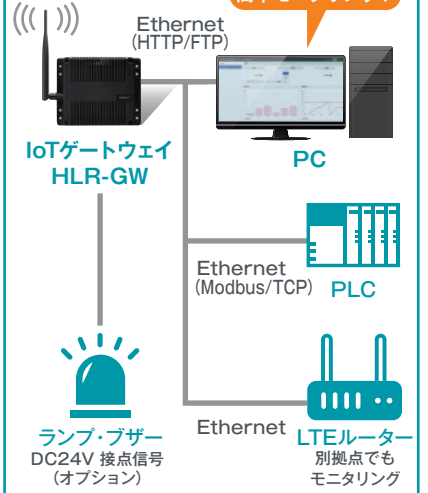 Ethernet
(HTTP/FTP)
IoTゲートウェイ
HLR-GW
PC
Ethernet
(Modbus/TCP)
PLC
ランプ・ブザー
DC24V 接点信号
(オプション)
Ethernet
LTEルーター
別拠点でも
モニタリング